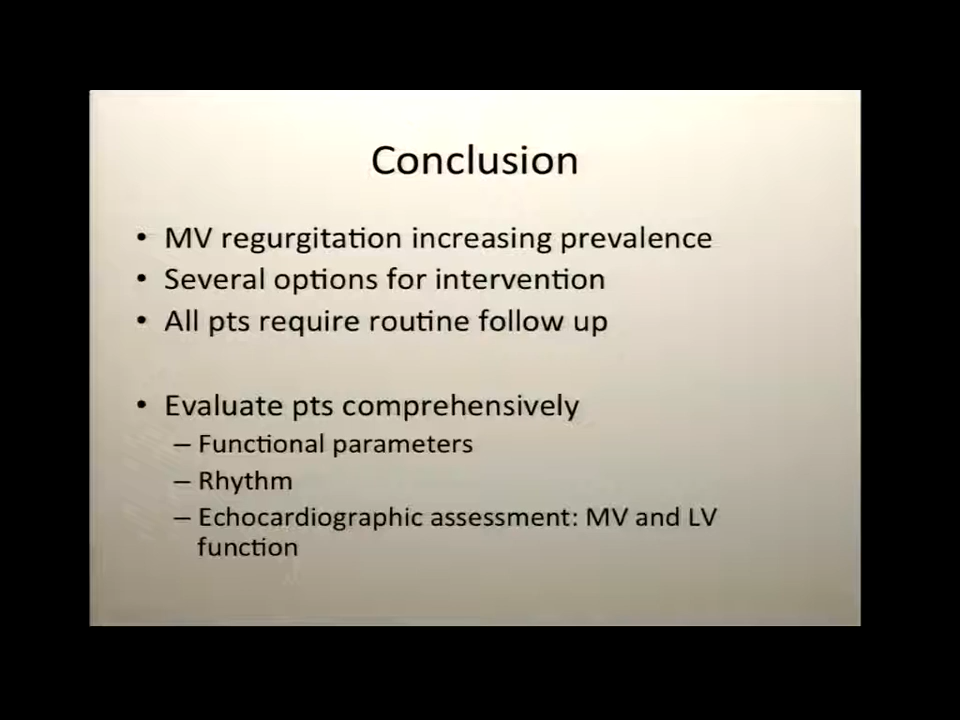 Conclusion
• MV regurgitation increasing prevalence
• Several options for intervention
• All pts require routine follow up
• Evaluate pts comprehensively
– Functional parameters
– Rhythm
– Echocardiographic assessment: MV and LV
function